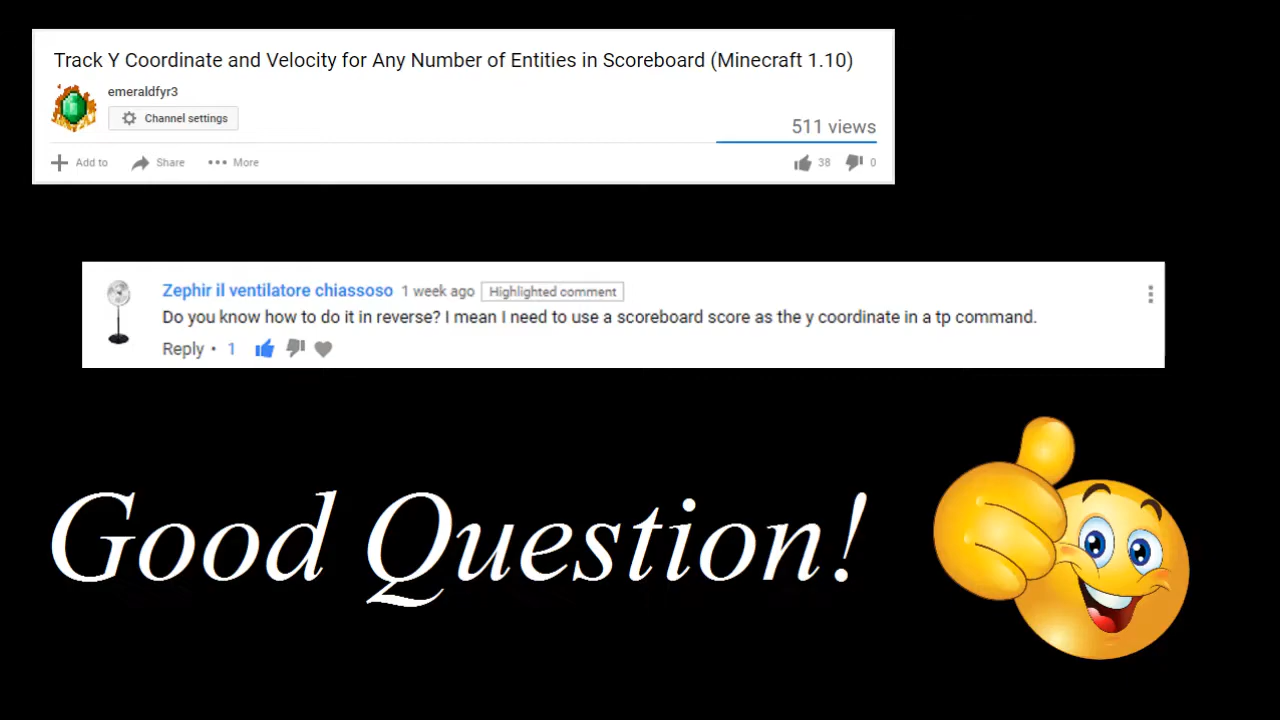 Track Y Coordinate and Velocity for Any Number of Entities in Scoreboard (Minecraft 1.10)
emeraldfyr3
Channel settings
511 views
Add to Share More 38 0
Zephir il ventilatore chiassoso 1 week ago Highlighted comment
Do you know how to do it in reverse? I mean I need to use a scoreboard score as the y coordinate in a tp command.
Reply • 1
Good Question!